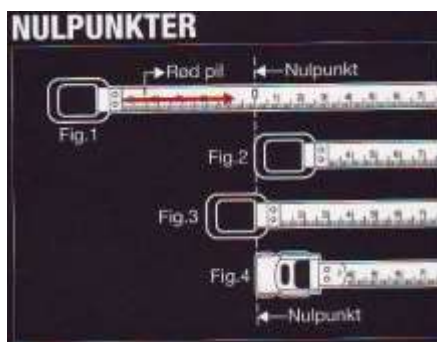 NULPUNKTER
Rød pil
Nulpunkt
Fig.1
Fig.2
Fig.3
Fig.4
Nulpunkt